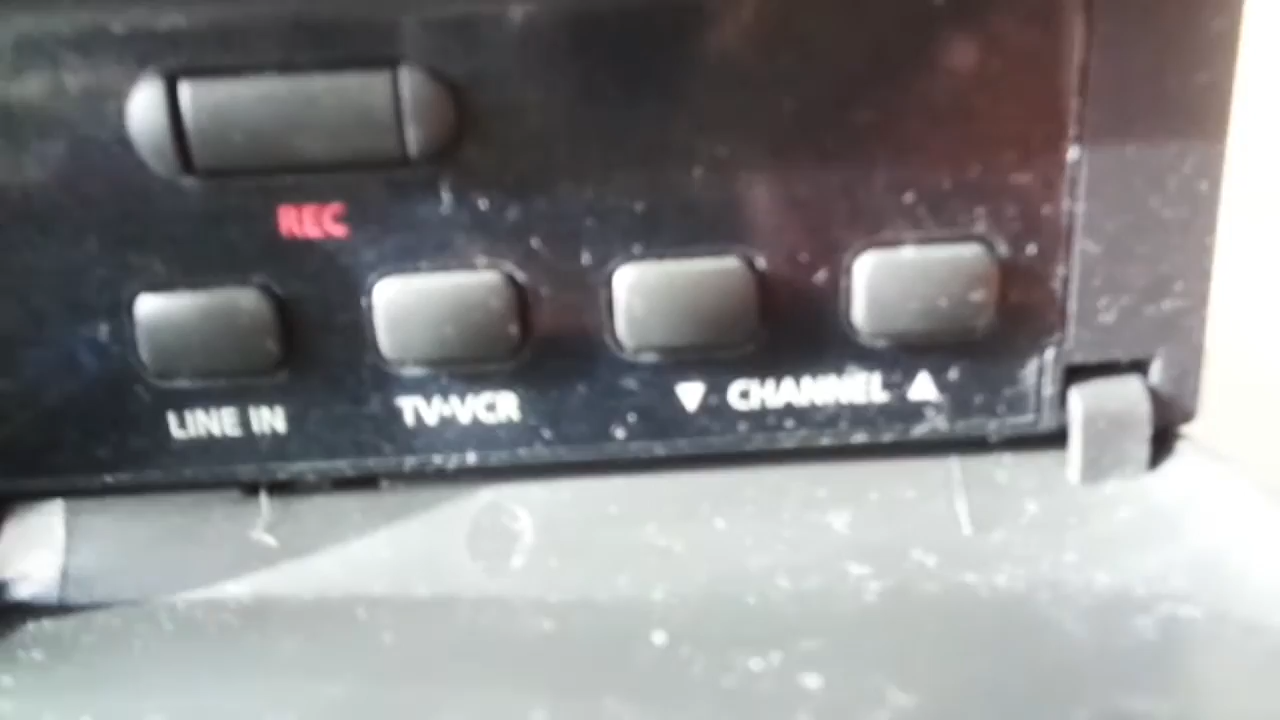 REC
LINE IN
TV•VCR
▼ CHANNEL ▲